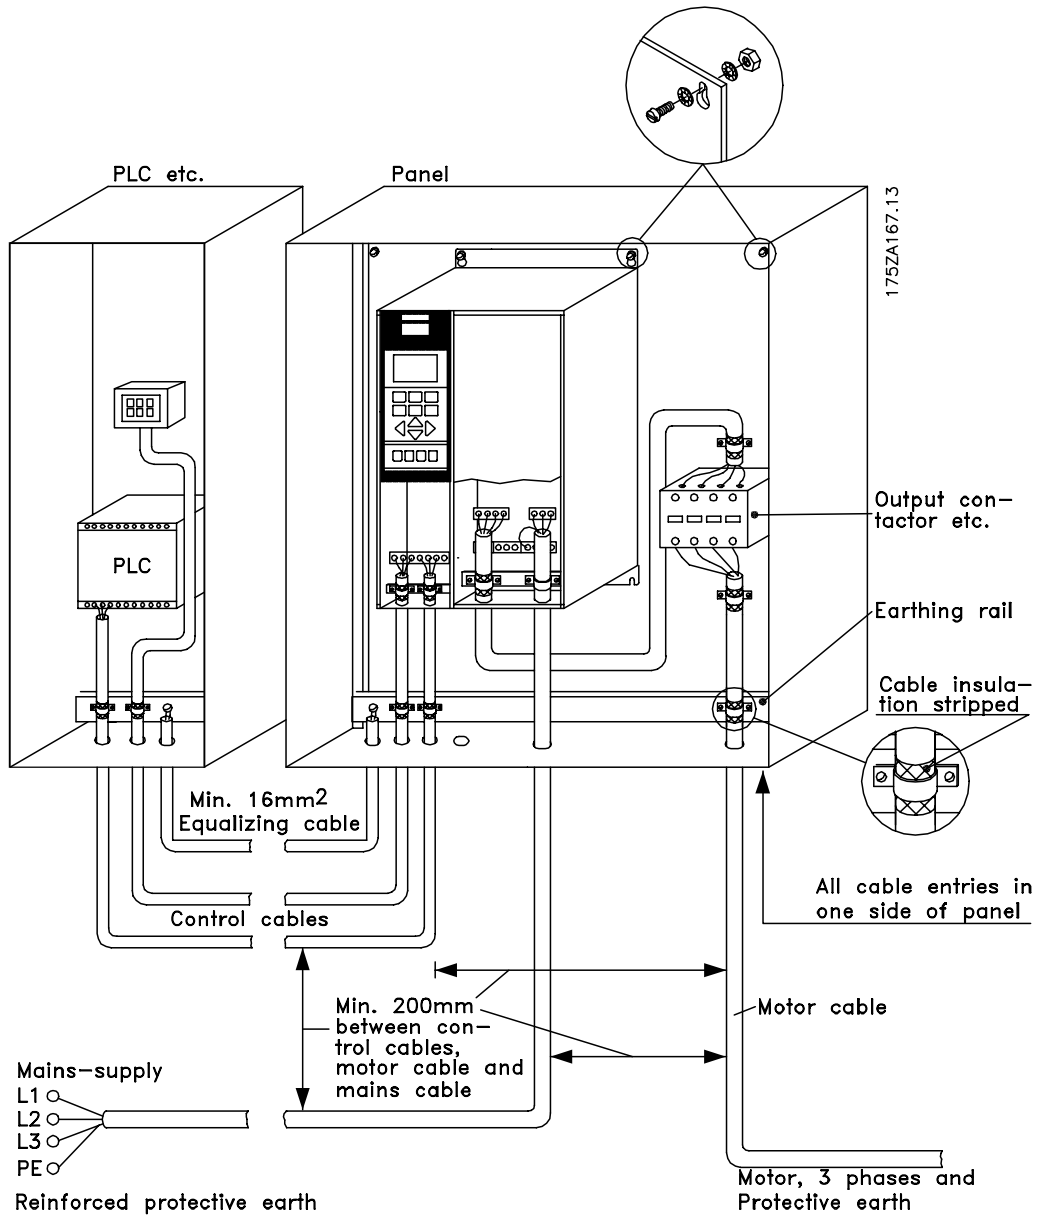 PLC etc.
Panel
175ZA167.13
PLC
Output con-
tactor etc.
Earthing rail
Cable insula-
tion stripped
Min. 16mm2
Equalizing cable
All cable entries in
one side of panel
Control cables
Min. 200mm
between con-
trol cables,
motor cable and
mains cable
Motor cable
Mains-supply
L1
L2
L3
PE
Reinforced protective earth
Motor, 3 phases and
Protective earth